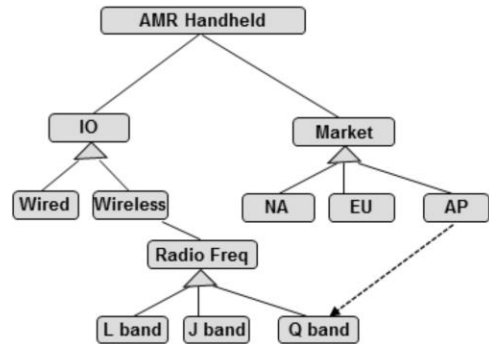 AMR Handheld
IO
Market
Wired
Wireless
NA
EU
AP
Radio Freq
L band
J band
Q band